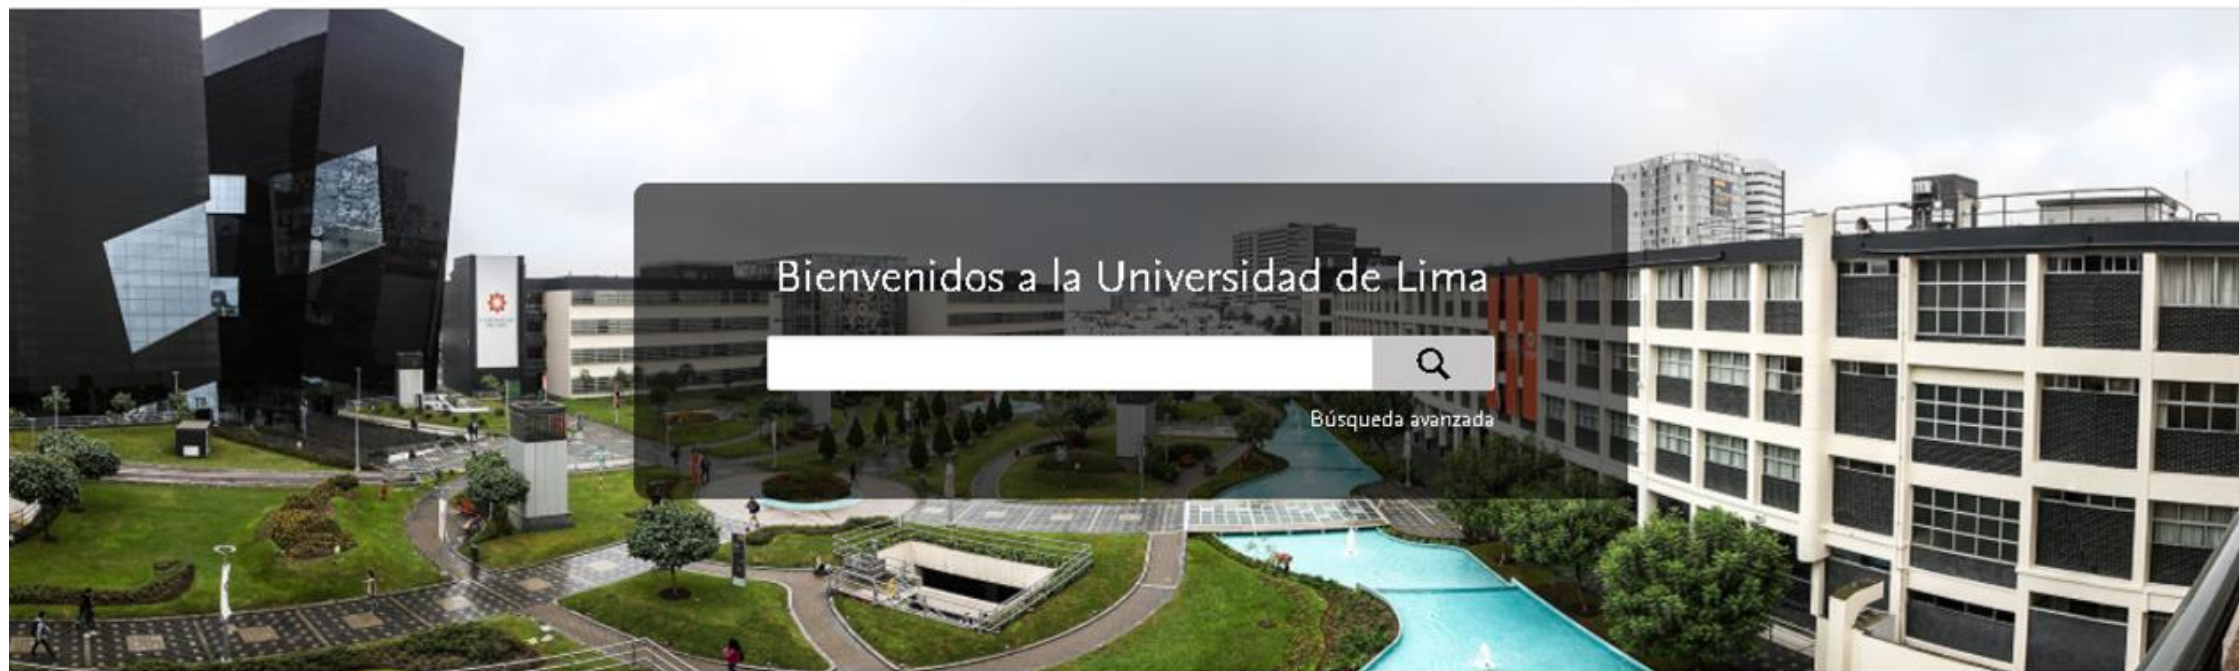 Bienvenidos a la Universidad de Lima
Búsqueda avanzada